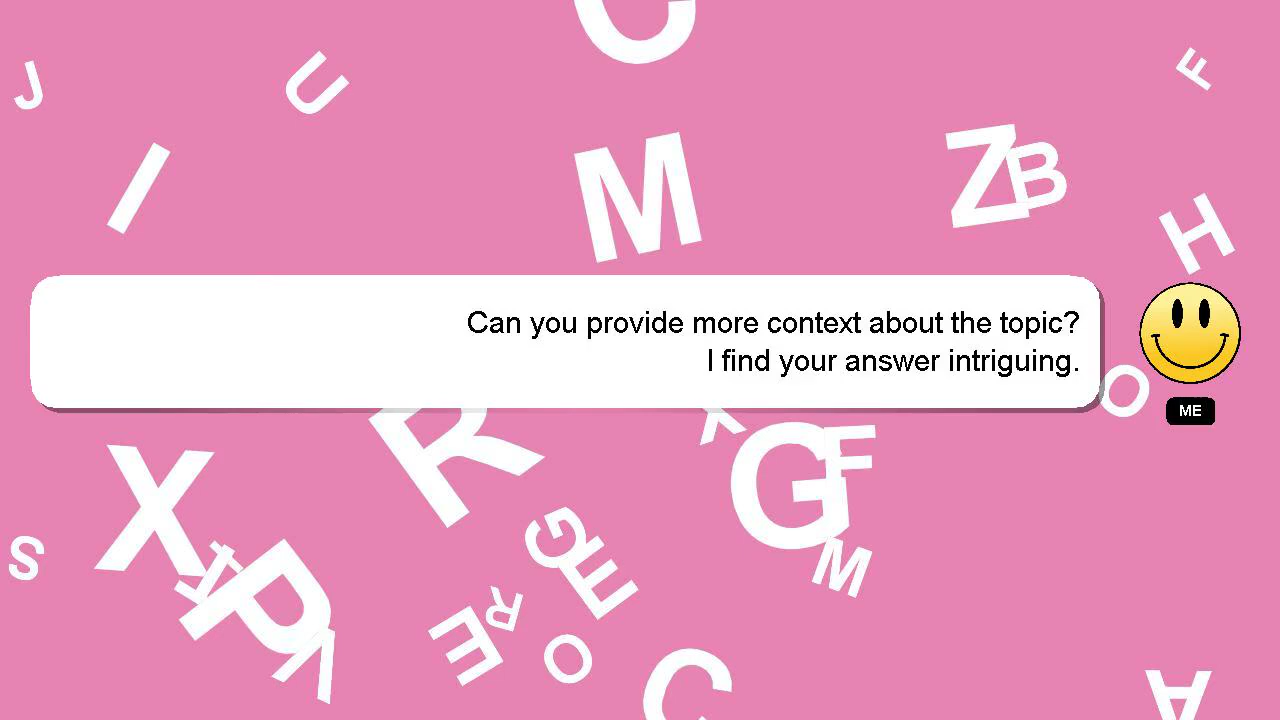 C
J
U
F
I
M
Z
B
H
Can you provide more context about the topic?
I find your answer intriguing.
O
ME
R
X
G
F
X
S
G
E
M
P
V
E
R
O
C
A